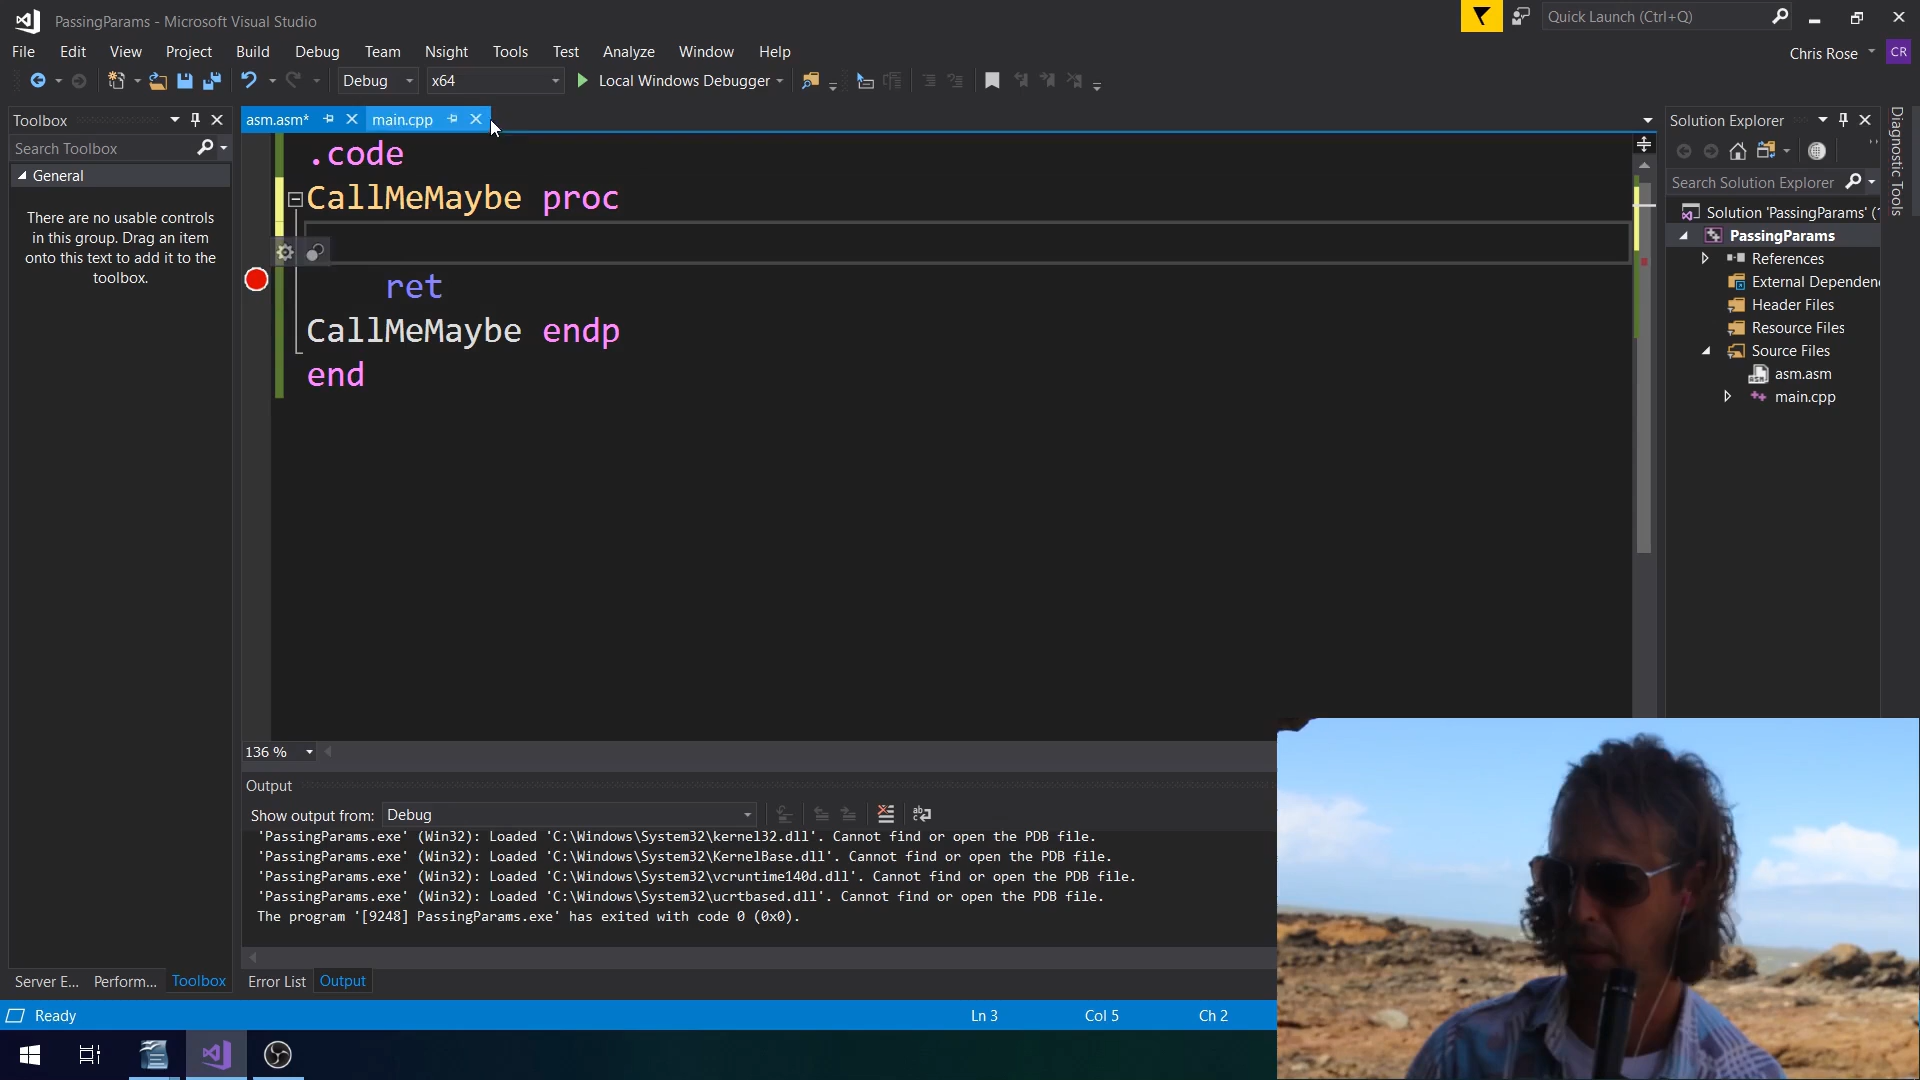 PassingParams - Microsoft Visual Studio
Quick Launch (Ctrl+Q)
File Edit View Project Build Debug Team Nsight Tools Test Analyze Window Help
Chris Rose CR
Debug x64 Local Windows Debugger
Toolbox
Search Toolbox
General
There are no usable controls
in this group. Drag an item
onto this text to add it to the
toolbox.
Server E... Perform... Toolbox
asm.asm* main.cpp
.code
CallMeMaybe proc
ret
CallMeMaybe endp
end
136 %
Output
Show output from: Debug
'PassingParams.exe' (Win32): Loaded 'C:\Windows\System32\kernel32.dll'. Cannot find or open the PDB file.
'PassingParams.exe' (Win32): Loaded 'C:\Windows\System32\KernelBase.dll'. Cannot find or open the PDB file.
'PassingParams.exe' (Win32): Loaded 'C:\Windows\System32\vcruntime140d.dll'. Cannot find or open the PDB file.
'PassingParams.exe' (Win32): Loaded 'C:\Windows\System32\ucrtbased.dll'. Cannot find or open the PDB file.
The program '[9248] PassingParams.exe' has exited with code 0 (0x0).
Error List Output
Solution Explorer
Search Solution Explorer
Solution 'PassingParams' (
PassingParams
References
External Dependen
Header Files
Resource Files
Source Files
asm.asm
main.cpp
Diagnostic Tools
Ready Ln 3 Col 5 Ch 2